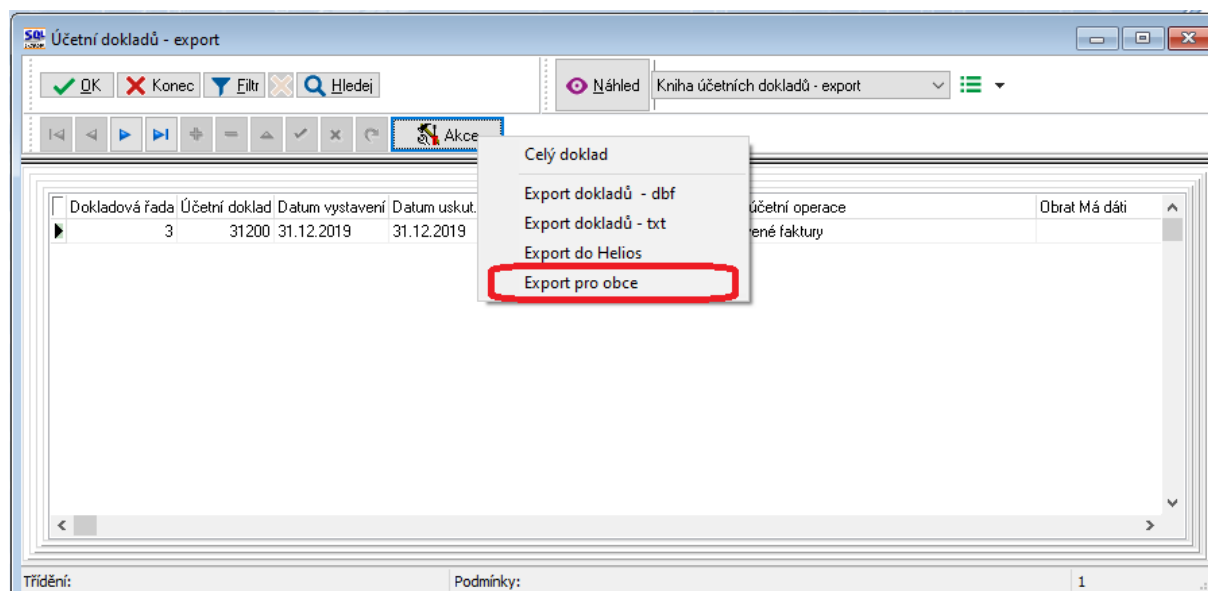 SQL Účetní dokladů - export
OK Konec Filtr Hledej Náhled Kniha účetních dokladů - export
Akce
Celý doklad
Export dokladů - dbf
Export dokladů - txt
Export do Helios
Export pro obce
Dokladová řada Účetní doklad Datum vystavení Datum uskut. účetní operace Obrat Má dáti
3 31200 31.12.2019 31.12.2019 ené faktury
Třídění: Podmínky: 1